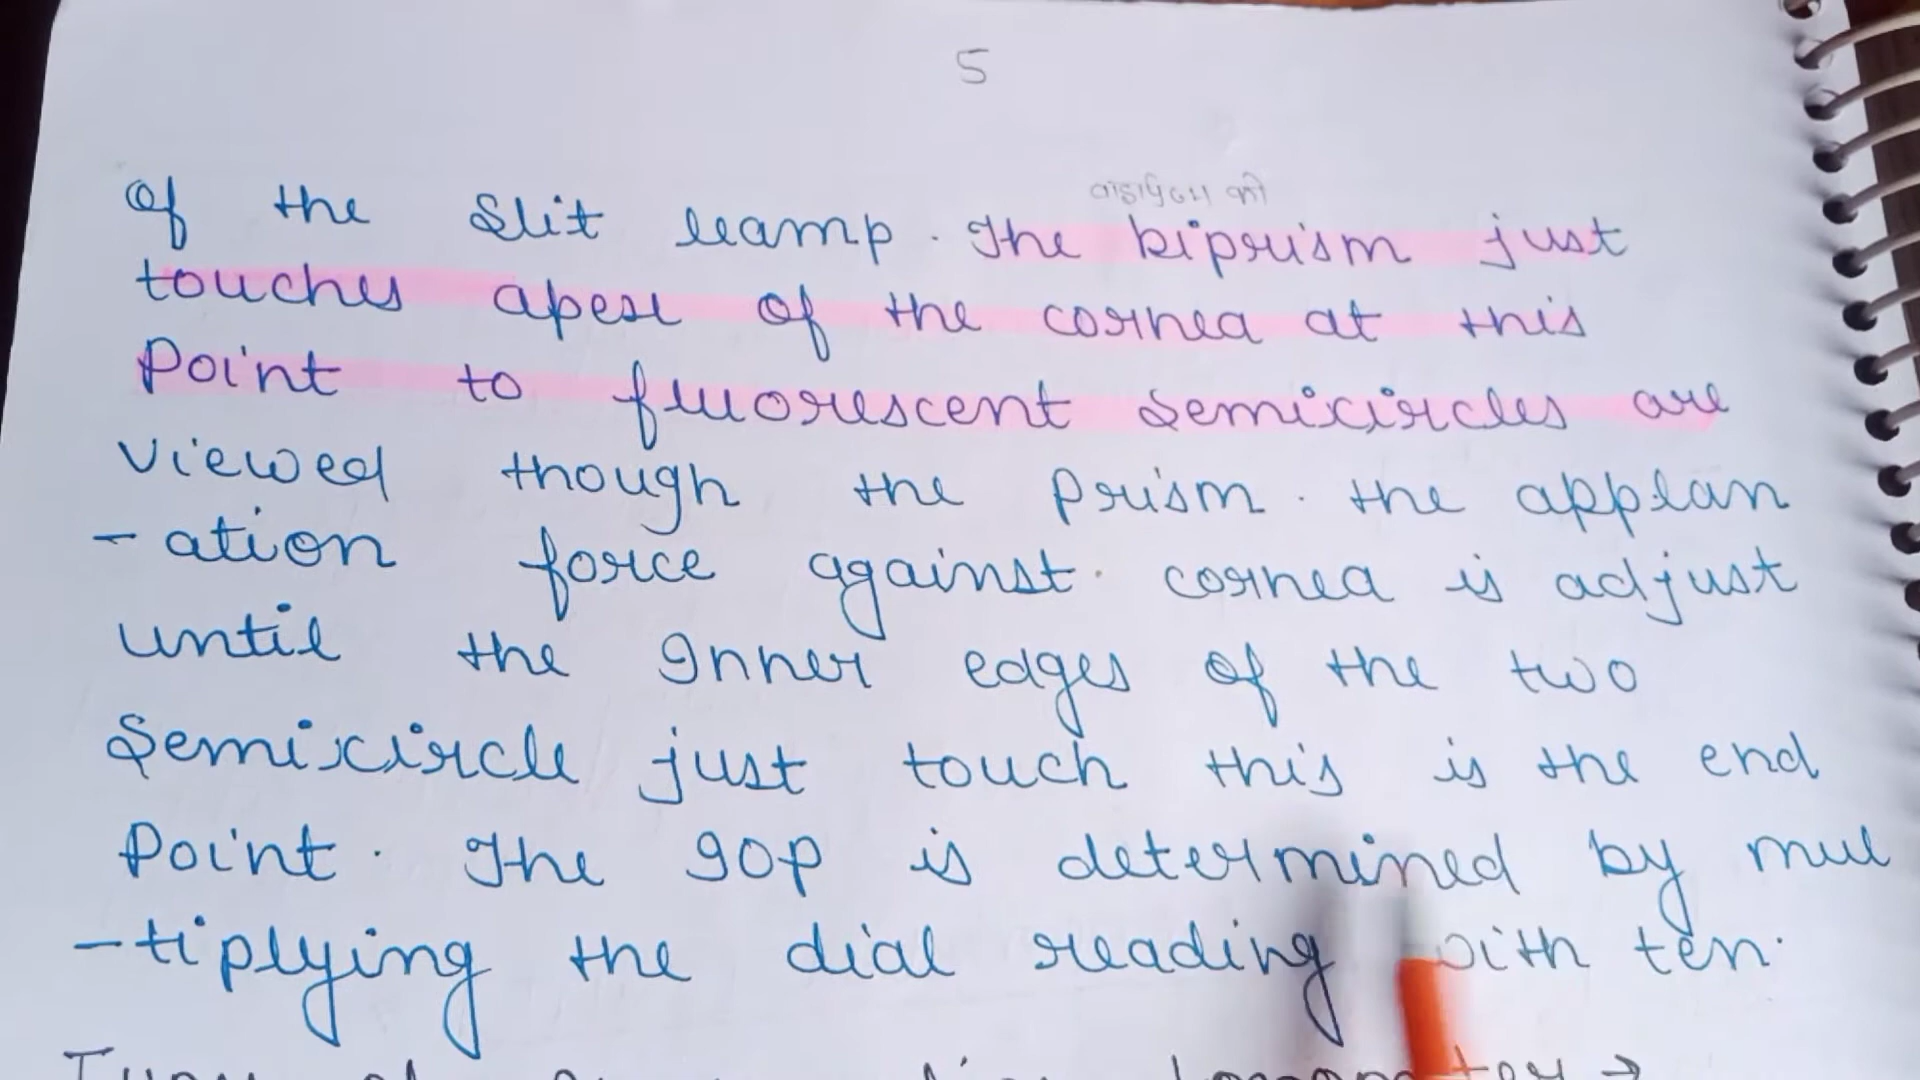 5
of the slit leamp. The biprism just
touches apex of the cornea at this
Point to fluorescent semicircles are
viewed though the prism. the applan
-ation force against. cornea is adjust
until the Inner edges of the two
Semicircle just touch this is the end
Point. The IOP is determined by mul
-tiplying the dial reading with ten.